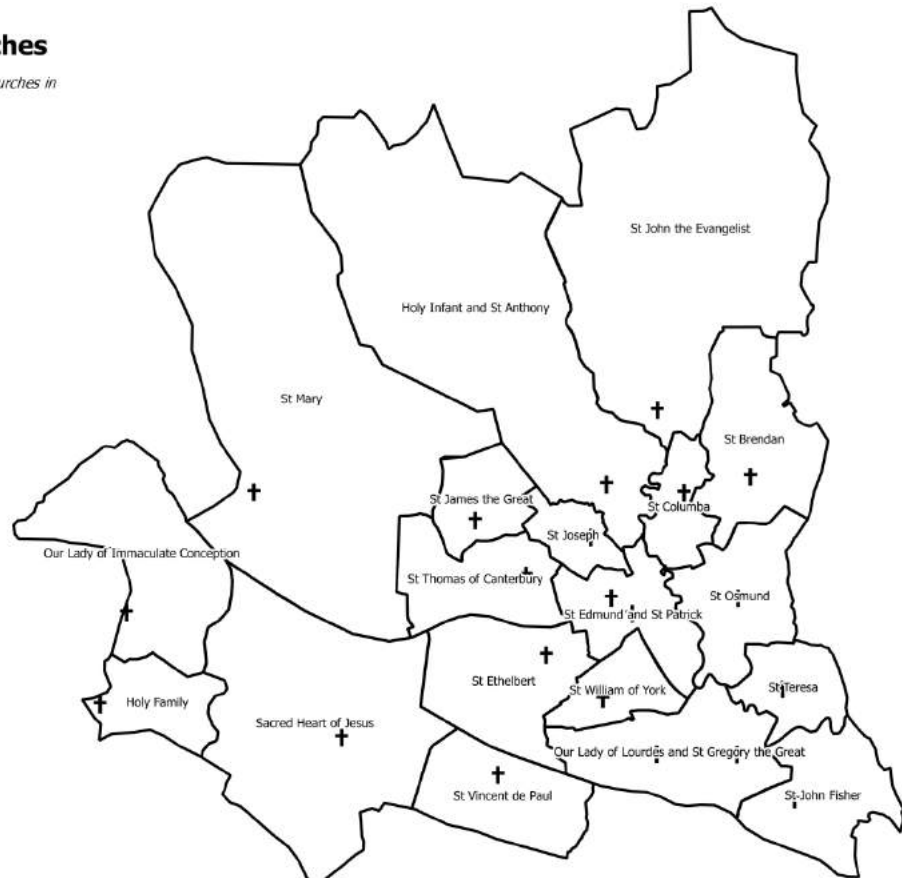 ches
urches in
St John the Evangelist
Holy Infant and St Anthony
St Mary
St Brendan
St James the Great
St Columba
St Joseph
Our Lady of Immaculate Conception
St Thomas of Canterbury
St Osmund
St Edmund and St Patrick
St Ethelbert
St William of York
St Teresa
Holy Family
Sacred Heart of Jesus
Our Lady of Lourdes and St Gregory the Great
St Vincent de Paul
St John Fisher